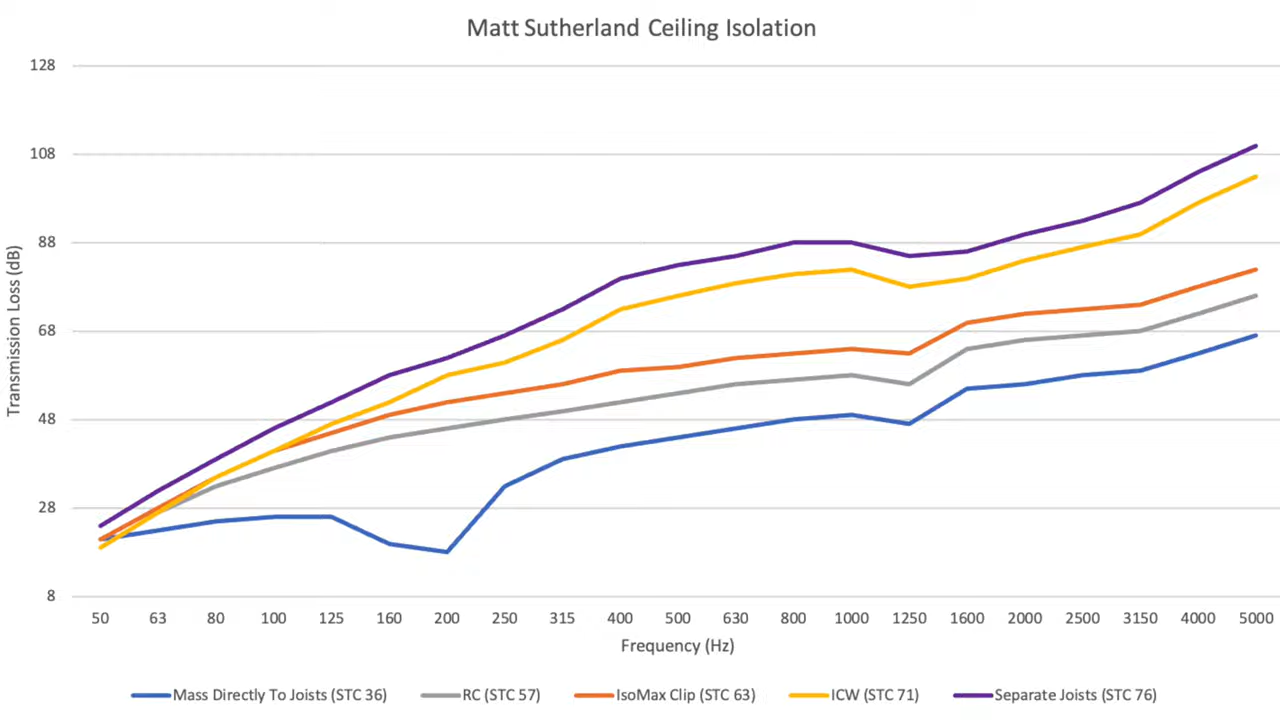 Matt Sutherland Ceiling Isolation
128
108
88
68
48
28
8
Transmission Loss (dB)
50 63 80 100 125 160 200 250 315 400 500 630 800 1000 1250 1600 2000 2500 3150 4000 5000
Frequency (Hz)
Mass Directly To Joists (STC 36) RC (STC 57) IsoMax Clip (STC 63) ICW (STC 71) Separate Joists (STC 76)